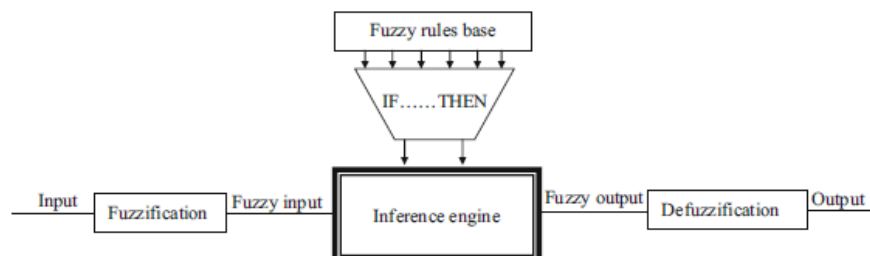 Fuzzy rules base
IF……THEN
Input
Fuzzification
Fuzzy input
Inference engine
Fuzzy output
Defuzzification
Output